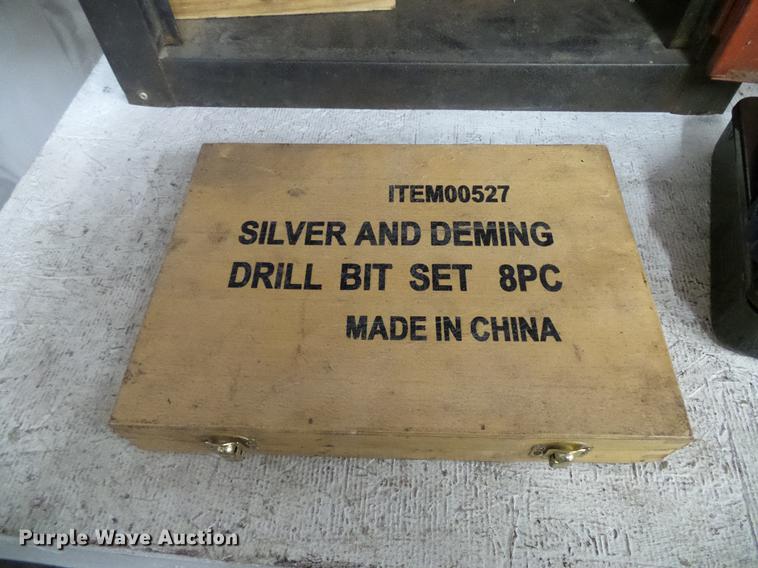 ITEM00527
SILVER AND DEMING
DRILL BIT SET 8PC
MADE IN CHINA
Purple Wave Auction